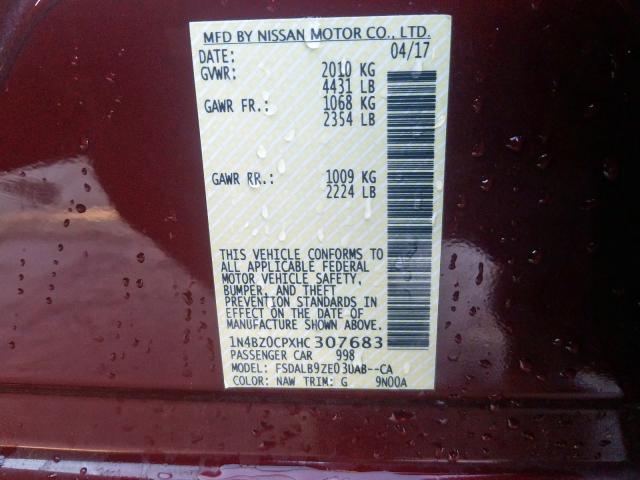 MFD BY NISSAN MOTOR CO., LTD.
DATE: 04/17
GVWR: 2010 KG
4431 LB
GAWR FR.: 1068 KG
2354 LB
GAWR RR.: 1009 KG
2224 LB
THIS VEHICLE CONFORMS TO
ALL APPLICABLE FEDERAL
MOTOR VEHICLE SAFETY,
BUMPER, AND THEFT
PREVENTION STANDARDS IN
EFFECT ON THE DATE OF
MANUFACTURE SHOWN ABOVE.
1N4BZ0CPXHC 307683
PASSENGER CAR 998
MODEL: FSDALB9ZE03UAB--CA
COLOR: NAW TRIM: G 9N00A